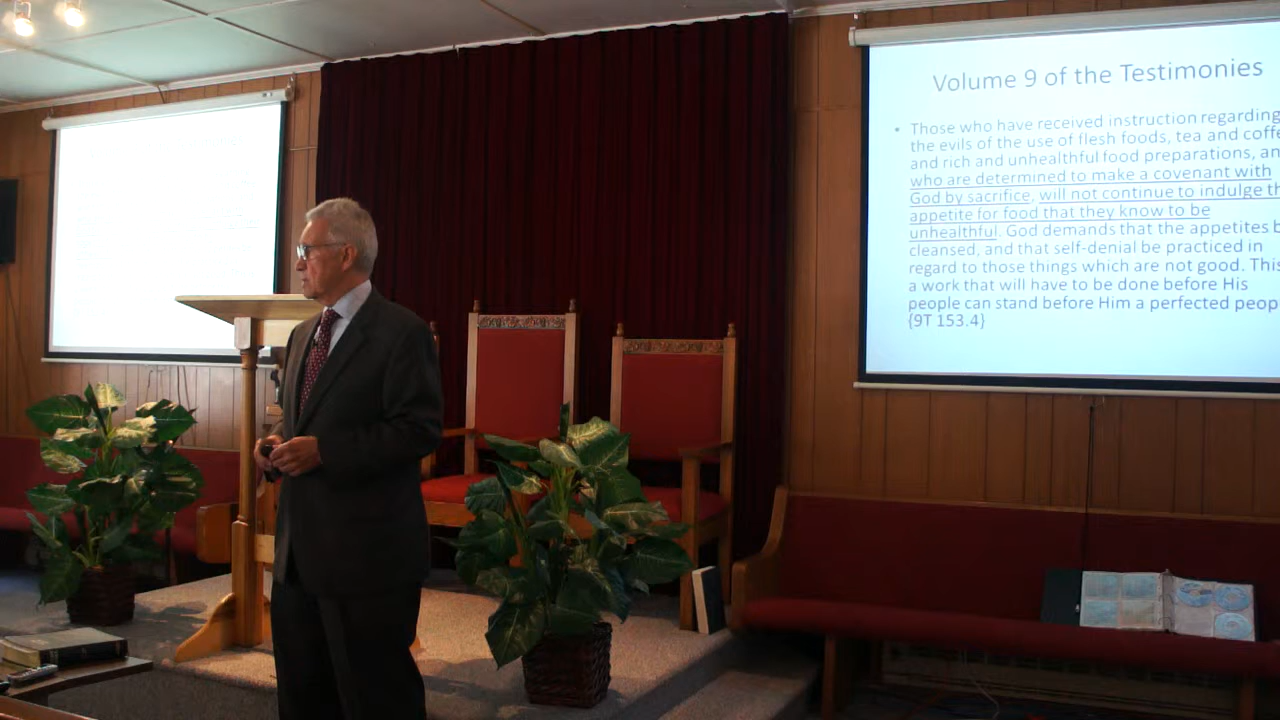 Volume 9 of the Testimonies
• Those who have received instruction regarding
the evils of the use of flesh foods, tea and coffe
and rich and unhealthful food preparations, an
who are determined to make a covenant with
God by sacrifice, will not continue to indulge th
appetite for food that they know to be
unhealthful. God demands that the appetites b
cleansed, and that self-denial be practiced in
regard to those things which are not good. This
a work that will have to be done before His
people can stand before Him a perfected peop
{9T 153.4}